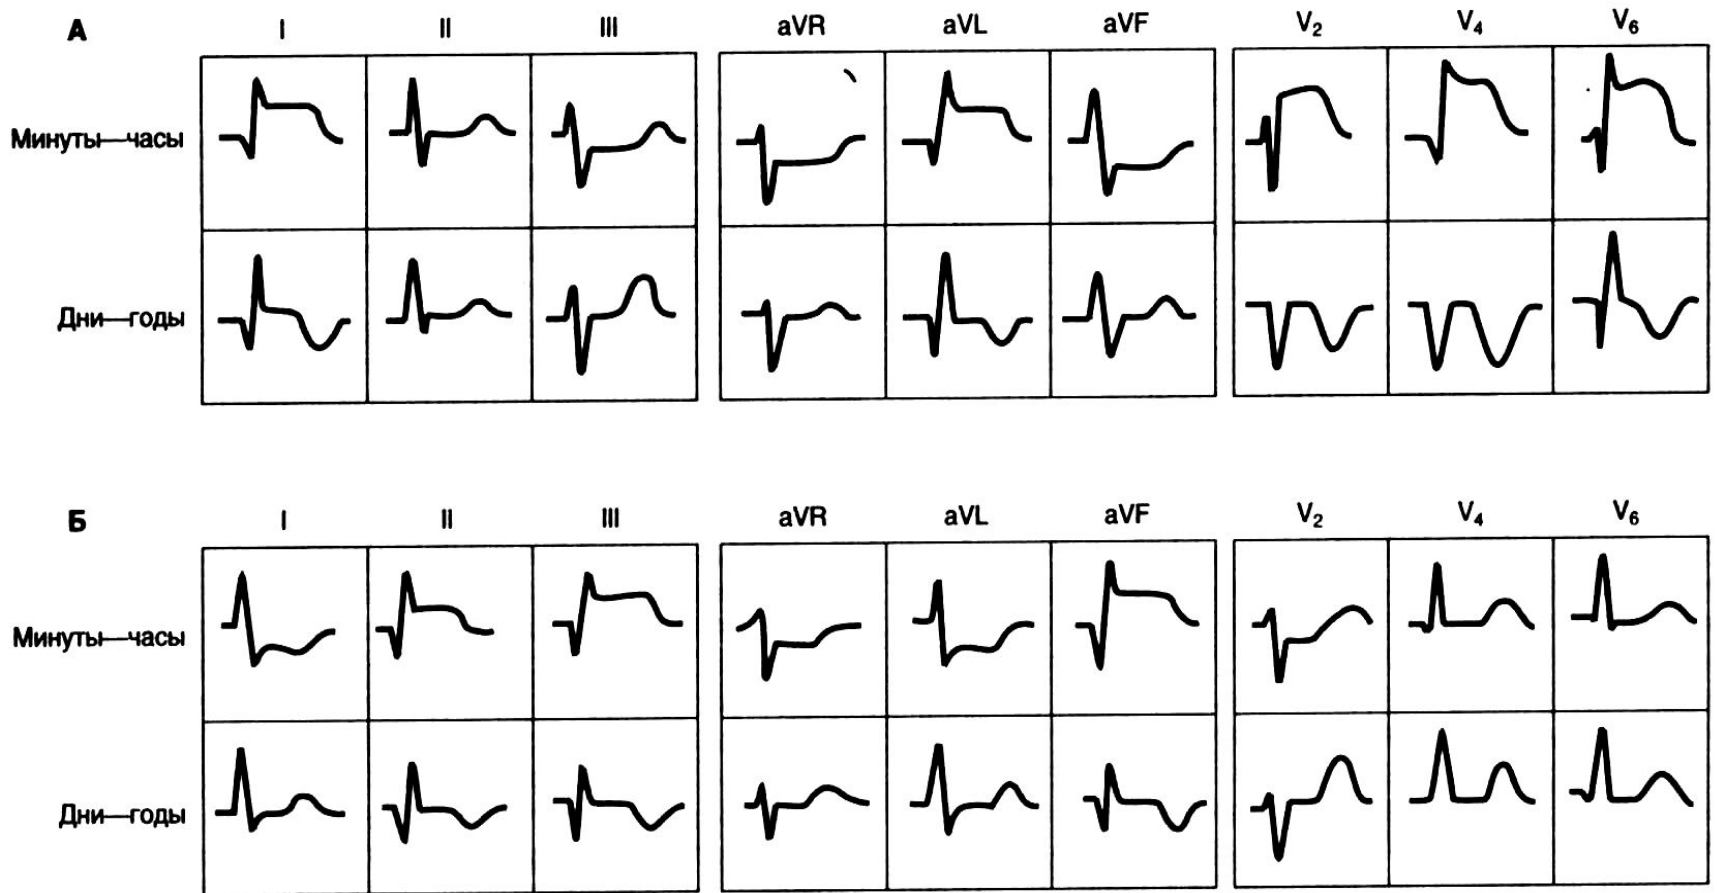 А I II III aVR aVL aVF V₂ V₄ V₆
Минуты—часы
Дни—годы
Б I II III aVR aVL aVF V₂ V₄ V₆
Минуты—часы
Дни—годы